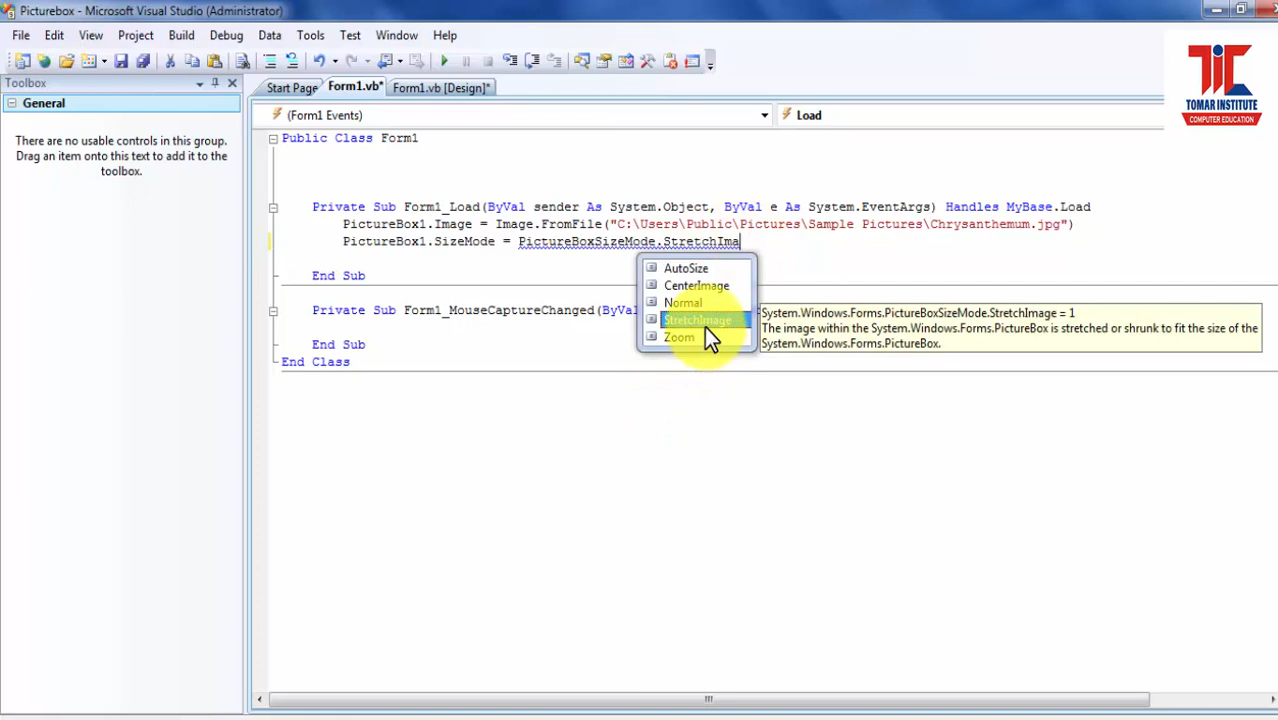 Picturebox - Microsoft Visual Studio (Administrator)
File Edit View Project Build Debug Data Tools Test Window Help
TOMAR INSTITUTE
COMPUTER EDUCATION
Toolbox
General
There are no usable controls in this group.
Drag an item onto this text to add it to the
toolbox.
Start Page Form1.vb* Form1.vb [Design]*
(Form1 Events) Load
Public Class Form1
Private Sub Form1_Load(ByVal sender As System.Object, ByVal e As System.EventArgs) Handles MyBase.Load
PictureBox1.Image = Image.FromFile("C:\Users\Public\Pictures\Sample Pictures\Chrysanthemum.jpg")
PictureBox1.SizeMode = PictureBoxSizeMode.StretchIma
End Sub
Private Sub Form1_MouseCaptureChanged(ByVal
End Sub
End Class
AutoSize
CenterImage
Normal
StretchImage
Zoom
System.Windows.Forms.PictureBoxSizeMode.StretchImage = 1
The image within the System.Windows.Forms.PictureBox is stretched or shrunk to fit the size of the
System.Windows.Forms.PictureBox.